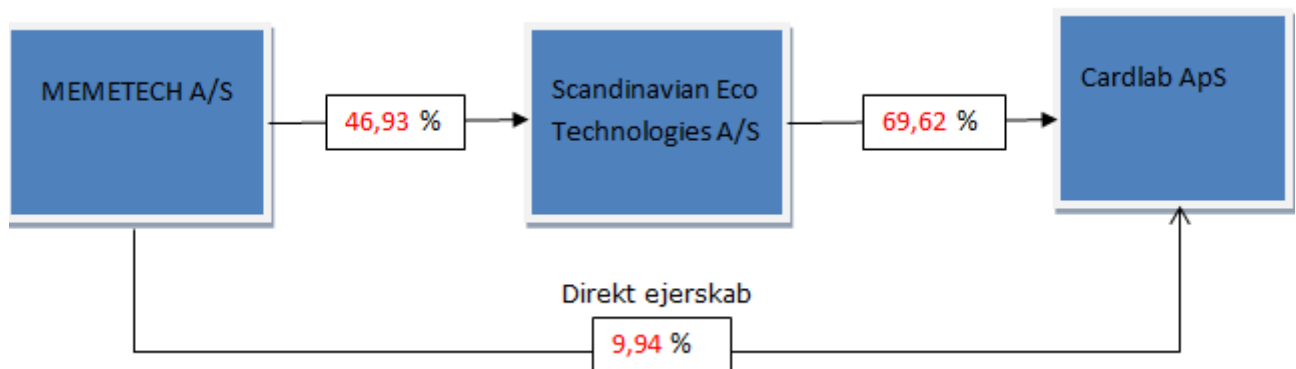 MEMETECH A/S
46,93 %
Scandinavian Eco
Technologies A/S
69,62 %
Cardlab ApS
Direkt ejerskab
9,94 %